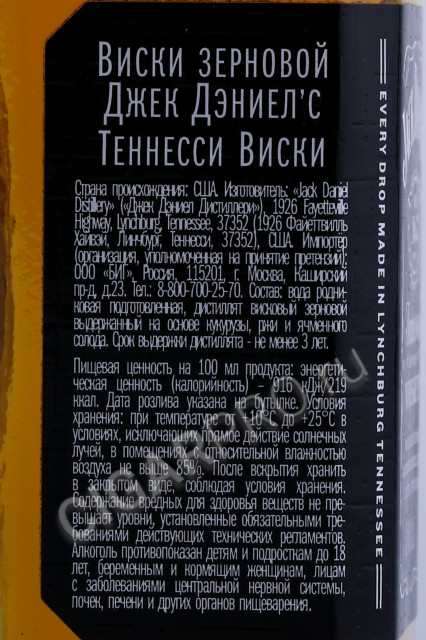 Виски зерновой
Джек Дэниел'с
Теннесси Виски
Страна происхождения: США. Изготовитель: «Jack Daniel
Distillery» («Джек Дэниел Дистиллери»), 1926 Fayetteville
Highway, Lynchburg, Tennessee, 37352 (1926 Файеттвилль
Хайвэй, Линчбург, Теннесси, 37352), США. Импортёр
(организация, уполномоченная на принятие претензий):
ООО «БИГ», Россия, 115201, г. Москва, Каширский
пр-д, д.23. Тел.: 8-800-700-25-70. Состав: вода родни-
ковая подготовленная, дистиллят висковый зерновой
выдержанный на основе кукурузы, ржи и ячменного
солода. Срок выдержки дистиллята - не менее 3 лет.
Пищевая ценность на 100 мл продукта: энергети-
ческая ценность (калорийность) – 916 кДж/219
ккал. Дата розлива указана на бутылке. Условия
хранения: при температуре от +10°С до +25°С в
условиях, исключающих прямое действие солнечных
лучей, в помещениях с относительной влажностью
воздуха не выше 85%. После вскрытия хранить
в закрытом виде, соблюдая условия хранения.
Содержание вредных для здоровья веществ не пре-
вышает уровни, установленные обязательными тре-
бованиями действующих технических регламентов.
Алкоголь противопоказан детям и подросткам до 18
лет, беременным и кормящим женщинам, лицам
с заболеваниями центральной нервной системы,
почек, печени и других органов пищеварения.
EVERY DROP MADE IN LYNCHBURG TENNESSEE